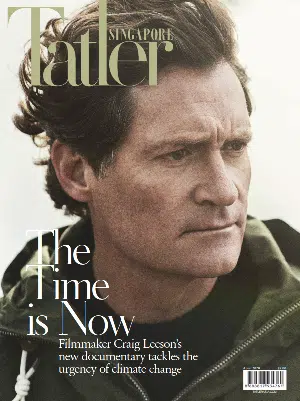 SINGAPORE
Tatler
The
Time
is Now
Filmmaker Craig Leeson's
new documentary tackles the
urgency of climate change